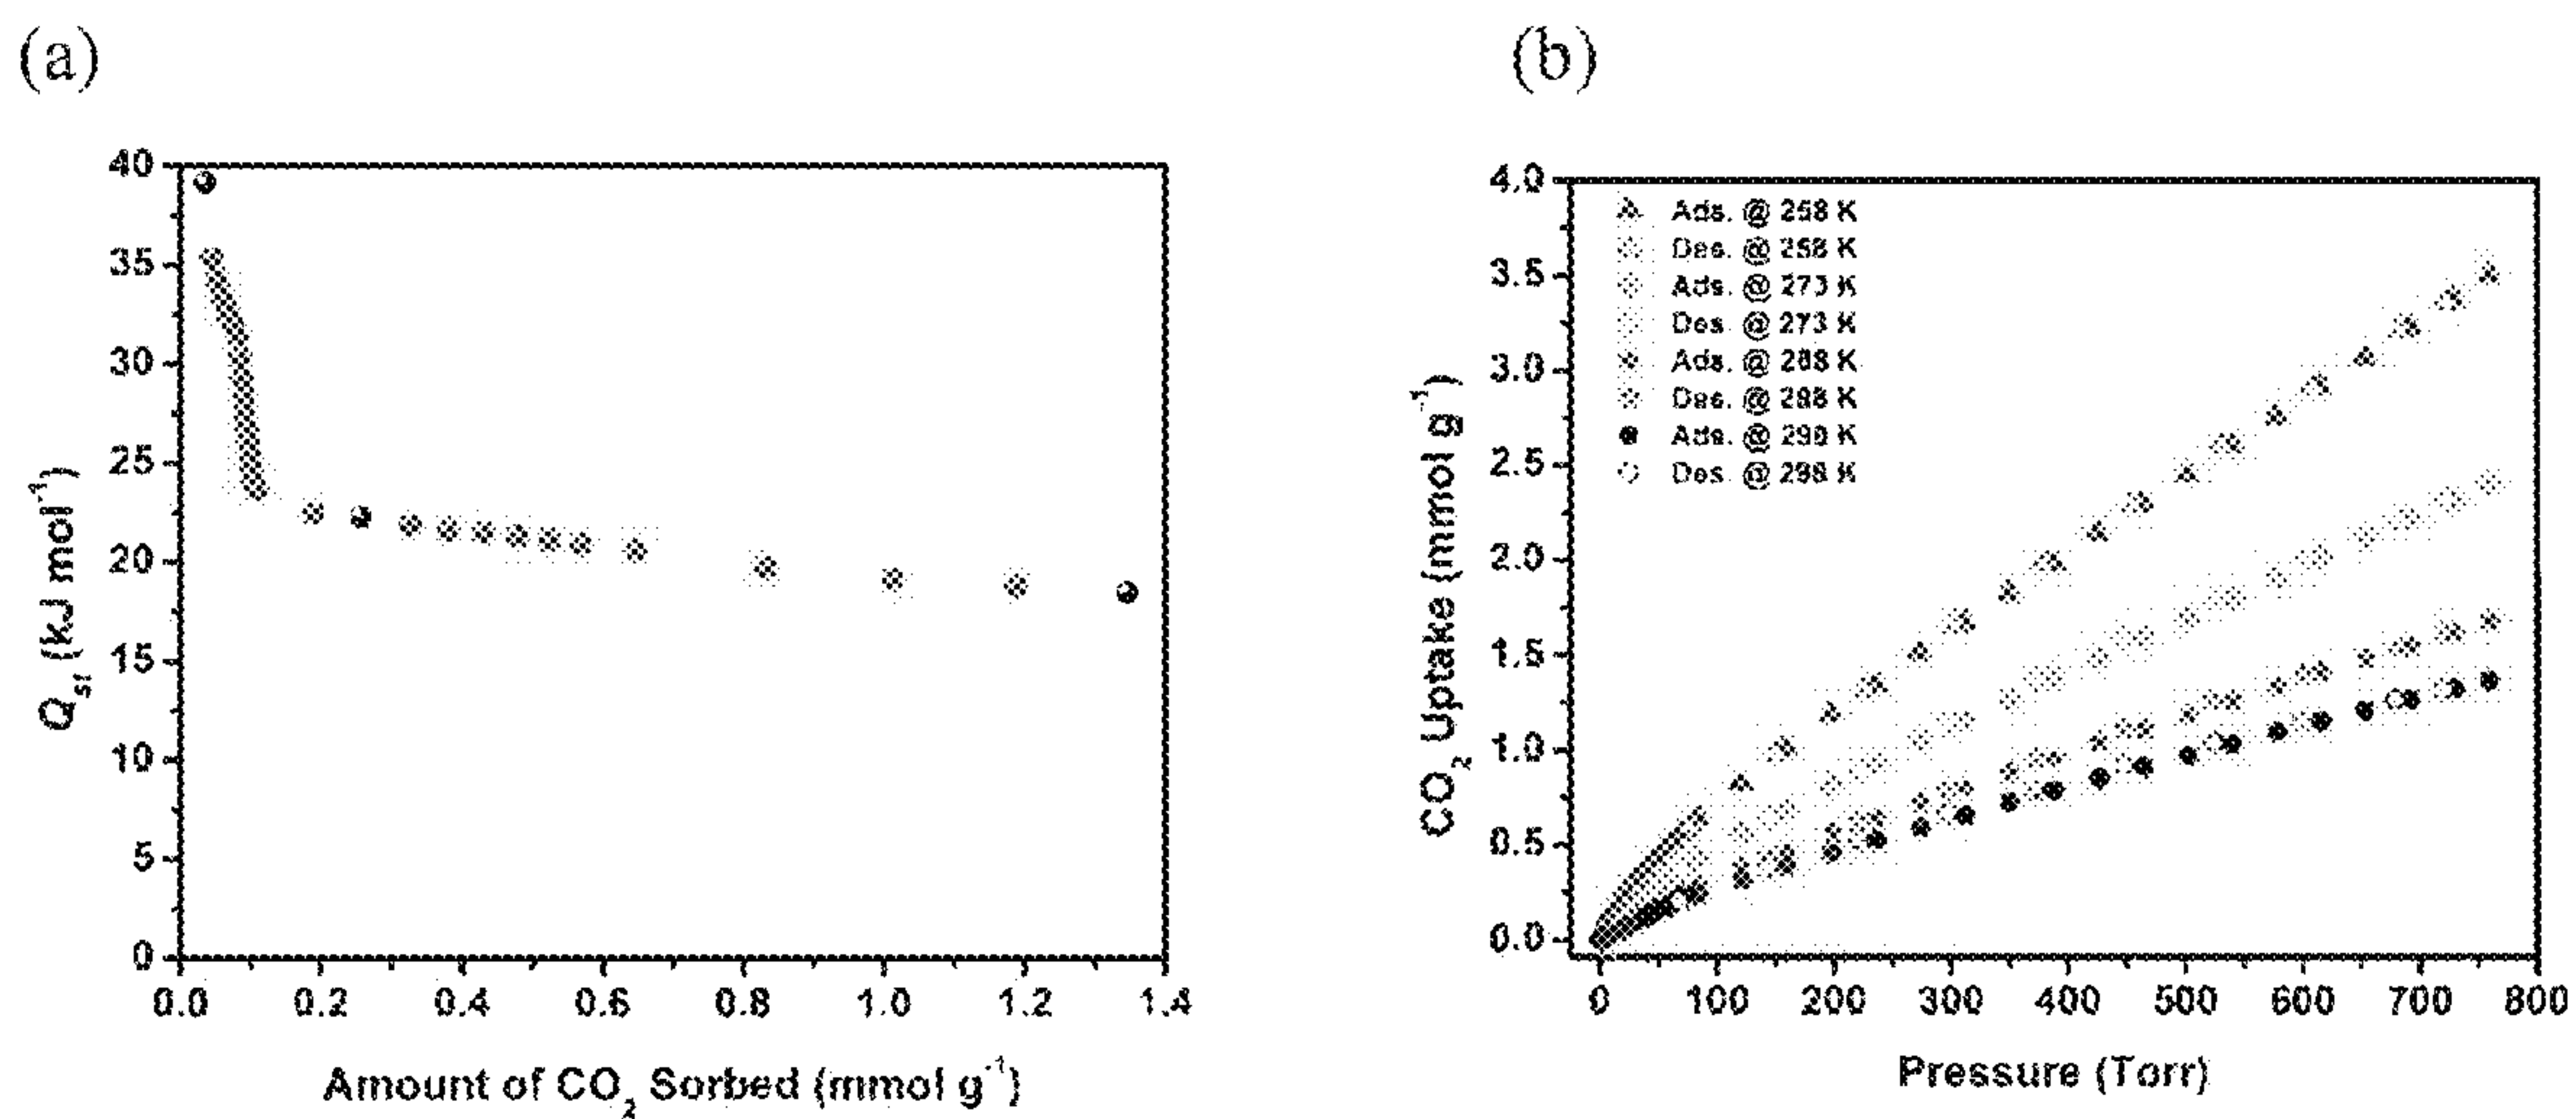 (a)
(b)
40
35
30
25
20
15
10
5
0
Qst (kJ mol-1)
0.0 0.2 0.4 0.6 0.8 1.0 1.2 1.4
Amount of CO2 Sorbed (mmol g-1)
4.0
3.5
3.0
2.5
2.0
1.5
1.0
0.5
0.0
CO2 Uptake (mmol g-1)
Ads. @ 258 K
Des. @ 258 K
Ads. @ 273 K
Des @ 273 K
Ads. @ K
Des. @ K
Ads. @ K
Des @ 298 K
0 100 200 300 400 500 600 700 800
Pressure (Torr)